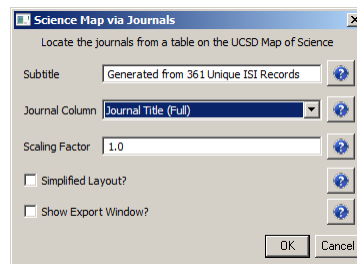 Science Map via Journals
Locate the journals from a table on the UCSD Map of Science
Subtitle Generated from 361 Unique ISI Records
Journal Column Journal Title (Full)
Scaling Factor 1.0
Simplified Layout?
Show Export Window?
OK Cancel